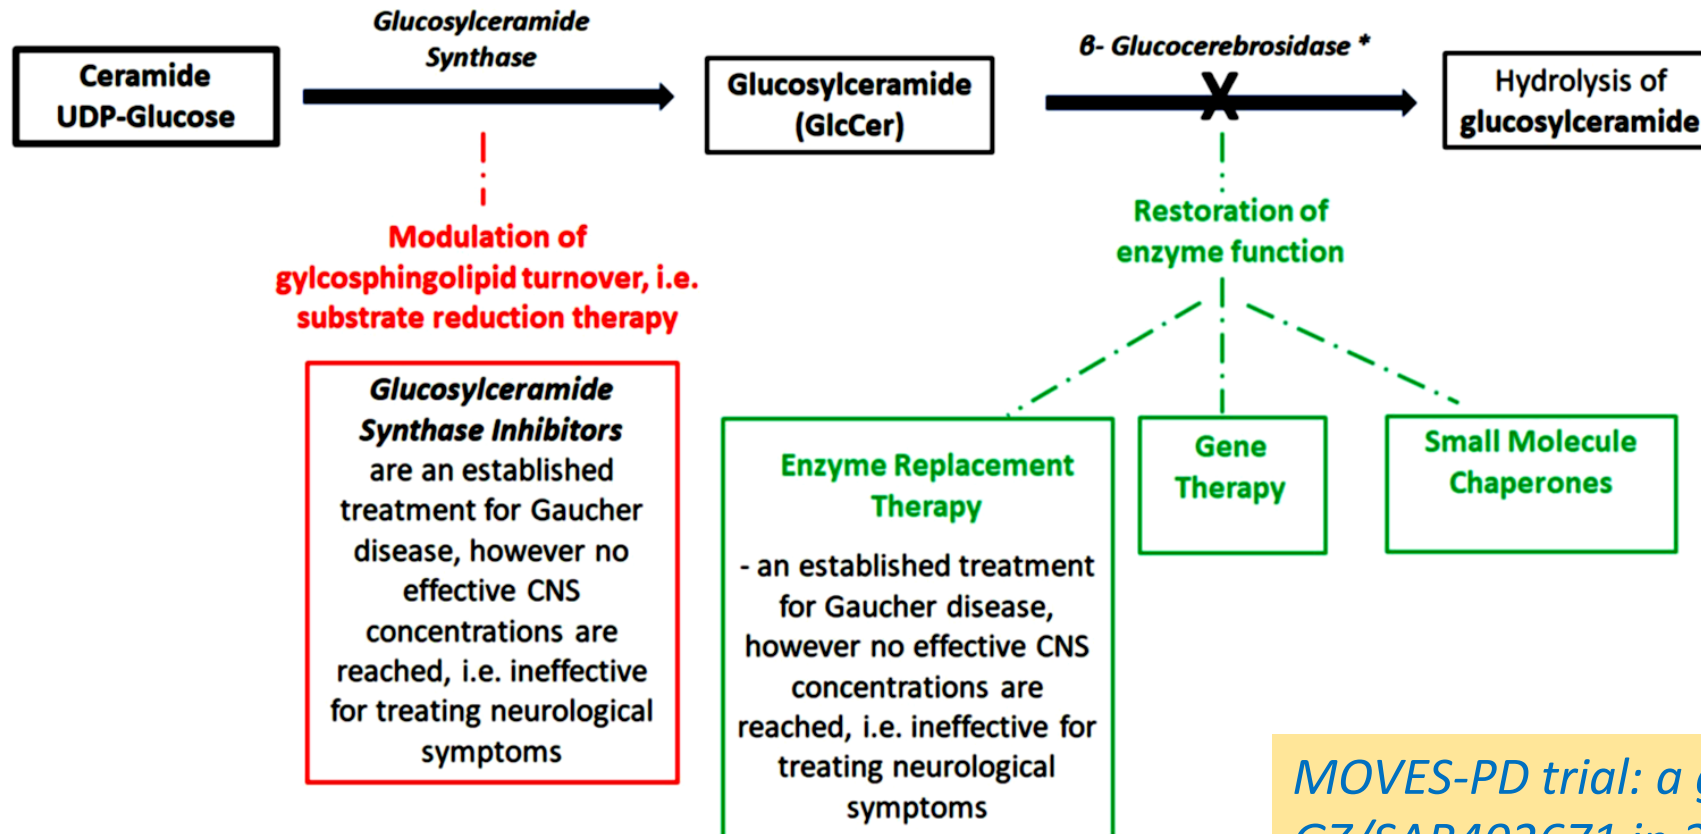 Glucosylceramide
Synthase
β- Glucocerebrosidase *
Ceramide
UDP-Glucose
Glucosylceramide
(GlcCer)
X
Hydrolysis of
glucosylceramide
Modulation of
gylcosphingolipid turnover, i.e.
substrate reduction therapy
Restoration of
enzyme function
Glucosylceramide
Synthase Inhibitors
are an established
treatment for Gaucher
disease, however no
effective CNS
concentrations are
reached, i.e. ineffective
for treating neurological
symptoms
Enzyme Replacement
Therapy
- an established treatment
for Gaucher disease,
however no effective CNS
concentrations are
reached, i.e. ineffective for
treating neurological
symptoms
Gene
Therapy
Small Molecule
Chaperones
MOVES-PD trial: a